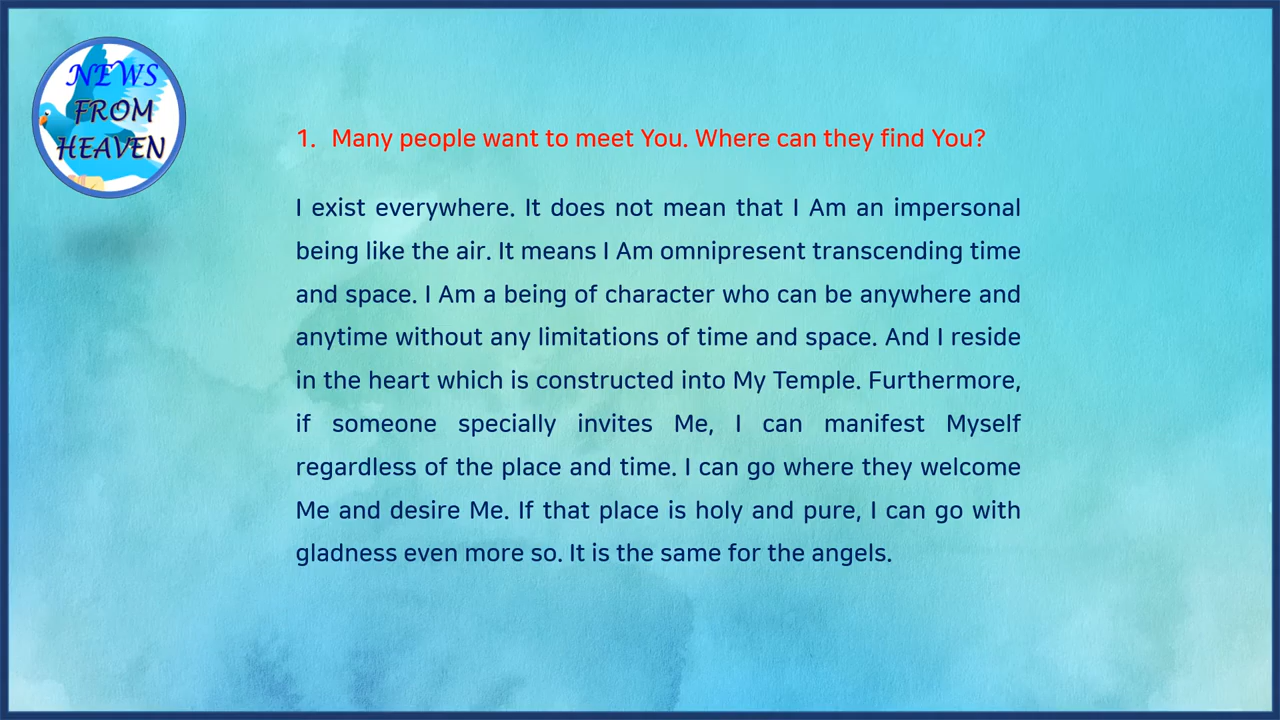 NEWS
FROM
HEAVEN
1. Many people want to meet You. Where can they find You?
I exist everywhere. It does not mean that I Am an impersonal
being like the air. It means I Am omnipresent transcending time
and space. I Am a being of character who can be anywhere and
anytime without any limitations of time and space. And I reside
in the heart which is constructed into My Temple. Furthermore,
if someone specially invites Me, I can manifest Myself
regardless of the place and time. I can go where they welcome
Me and desire Me. If that place is holy and pure, I can go with
gladness even more so. It is the same for the angels.